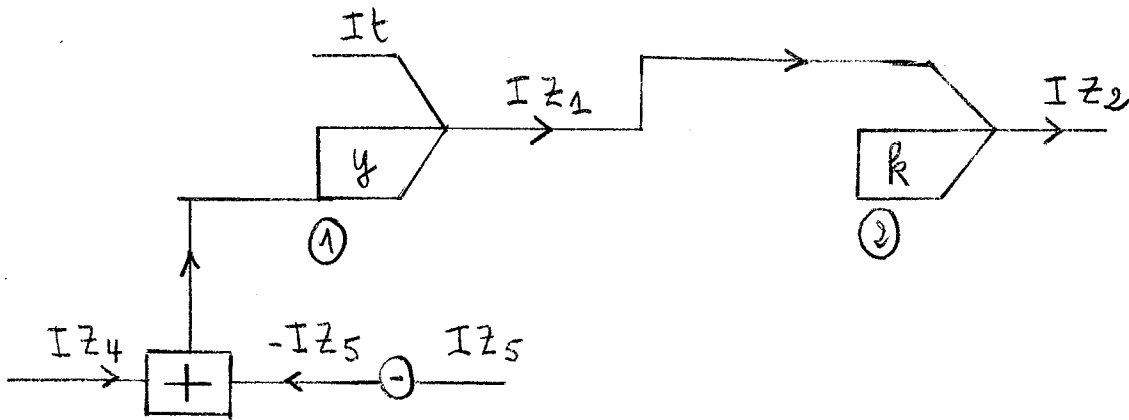 It
IZ₁
IZ₂
y
k
①
②
IZ₄
+
-IZ₅
-
IZ₅